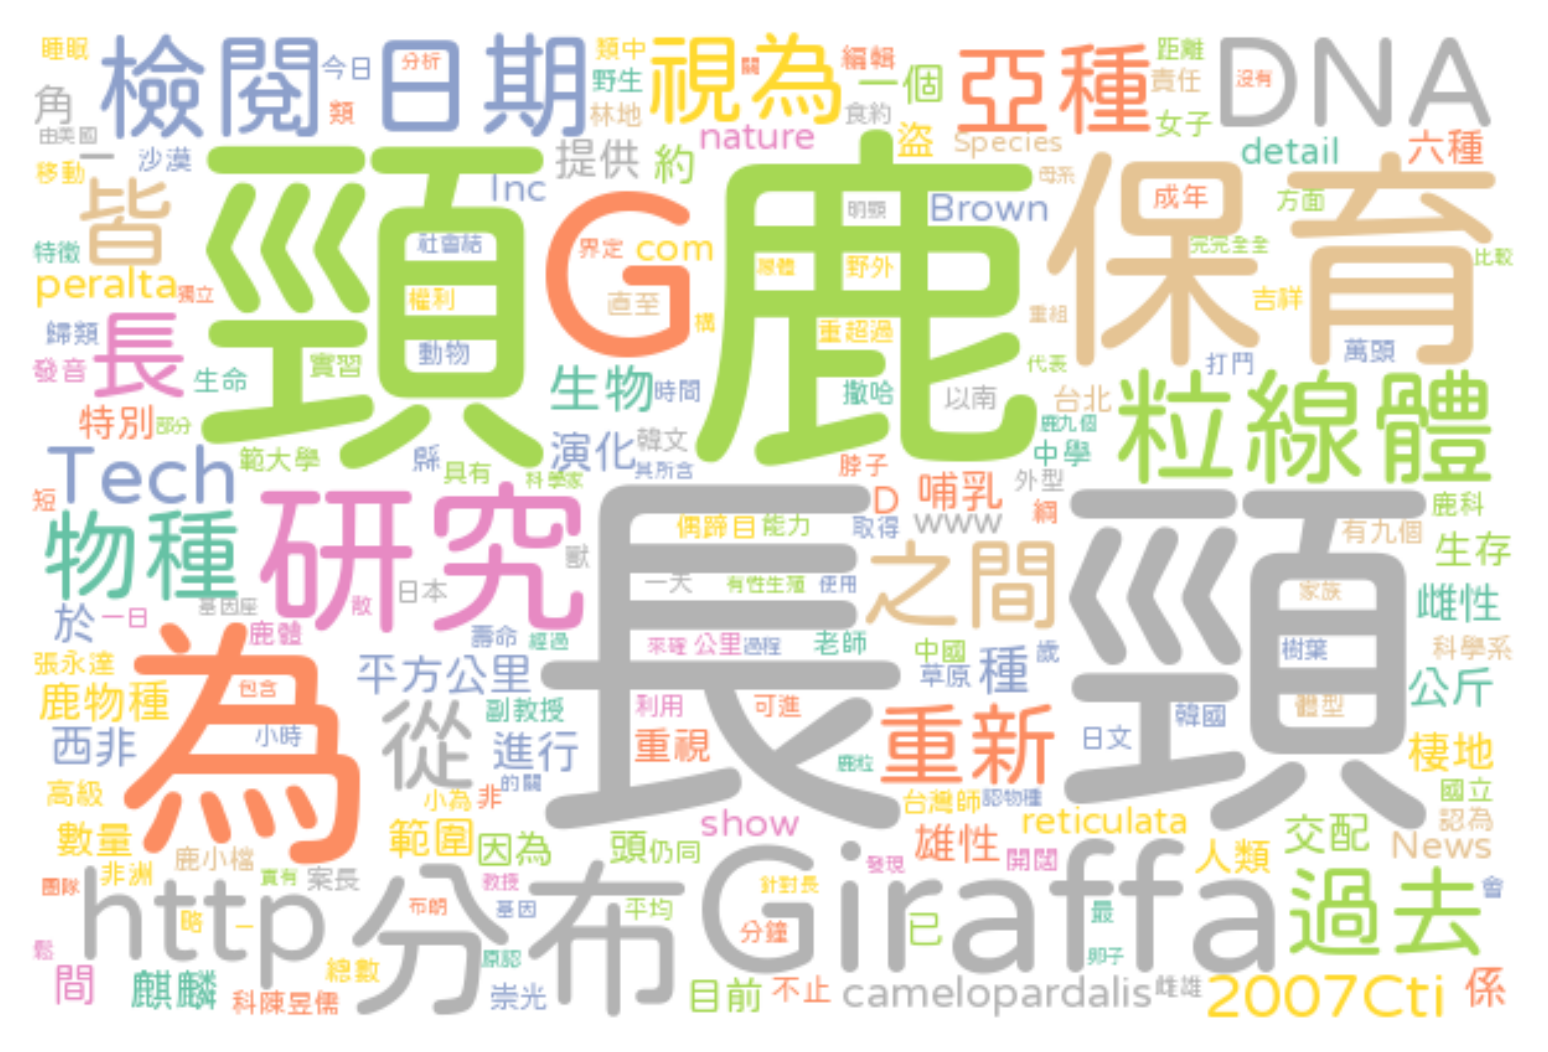 睡眠 檢閱日期 今日 分析 類中 視為 關 編輯 亞種 距離 DNA
角 類 野生 林地 一個 食約 責任 沒有
由美國 nature 盜 Species 女子 detail 六種
一 沙漠 提供 約 母系
移動 皆 頸 Inc 鹿 成年 保育
特徵 社會結 G 界定 com 明顯 Brown 方面 完完全全 比較
peralta 獨立 權利 直至 線體 野外 吉祥
歸類 長 動物 構 重超過 重組 萬頭
發音 生命 實習 生物 時間 撒哈 以南 代表 打鬥
特別 部分 台北 粒線體
Tech 範大學 縣 演化 韓文 鹿九個 中學
具有 科學家 其所含 脖子 哺乳 外型
短 物種 研究 長 D www 綱 頸 鹿科
偶蹄目 能力 取得 有九個 生存
獸 之間
基因座 日本 一天 有性生殖 使用 家族 雌性
於 一日 散 鹿體 壽命 經過 來確 公里 過程 老師 中國 歲 樹葉 科學系
張永達 為 包含 平方公里 草原 種
鹿物種 從 副教授 利用 可進 重新 韓國 體型 公斤
西非 小時 進行 重視 日文 棲地
的關 鹿粒
高級 小為 非 台灣師 認物種 國立
數量 範圍 因為 頭 仍同 show 雄性 reticulata 交配 認為
鹿小檔 開闊 人類 News
團隊 非洲 真有 案長 教授 針對長 發現 會
http 分布 Giraffa 過去
略 一 布朗 基因 平均 分鐘 已 最
鬆 原認 卵子
間 麒麟 總數
科陳昱儒 崇光 目前 不止 camelopardalis 雌雄 2007Cti 係